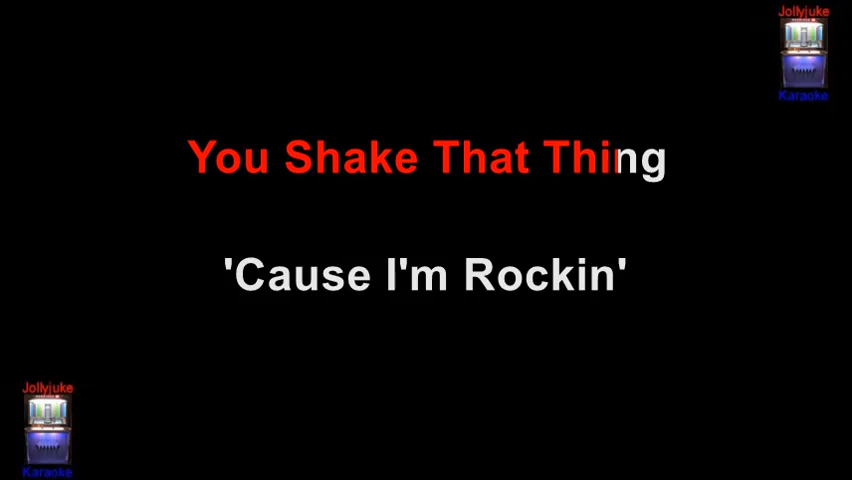 Jollyjuke
Karaoke
You Shake That Thing
'Cause I'm Rockin'
Jollyjuke
Karaoke